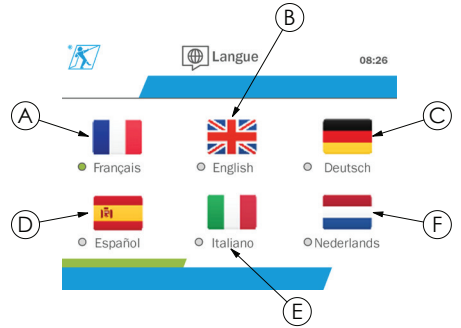 B
Langue
08:26
A
C
Français
English
Deutsch
D
F
Español
Italiano
Nederlands
E